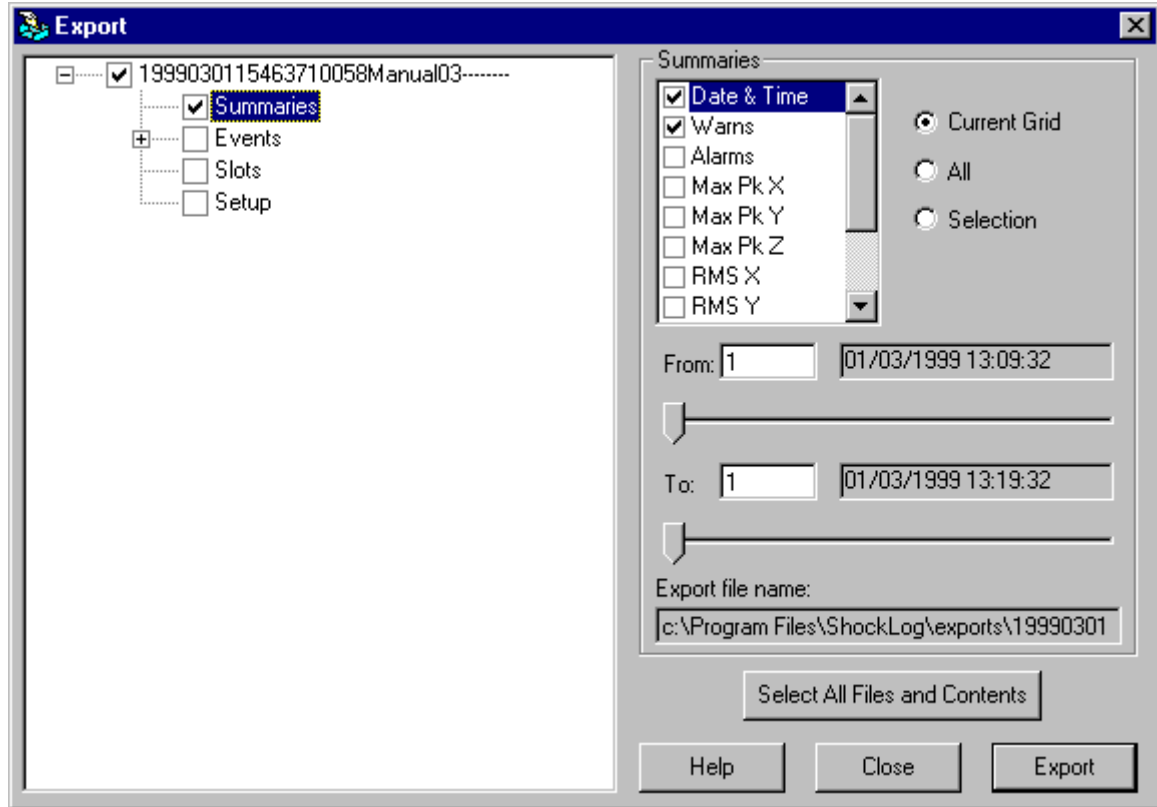 Export
19990301115463710058Manual03--------
Summaries
Events
Slots
Setup
Summaries
Date & Time
Warns
Alarms
Max Pk X
Max Pk Y
Max Pk Z
RMS X
RMS Y
Current Grid
All
Selection
From: 1 01/03/1999 13:09:32
To: 1 01/03/1999 13:19:32
Export file name:
c:\Program Files\ShockLog\exports\19990301
Select All Files and Contents
Help Close Export